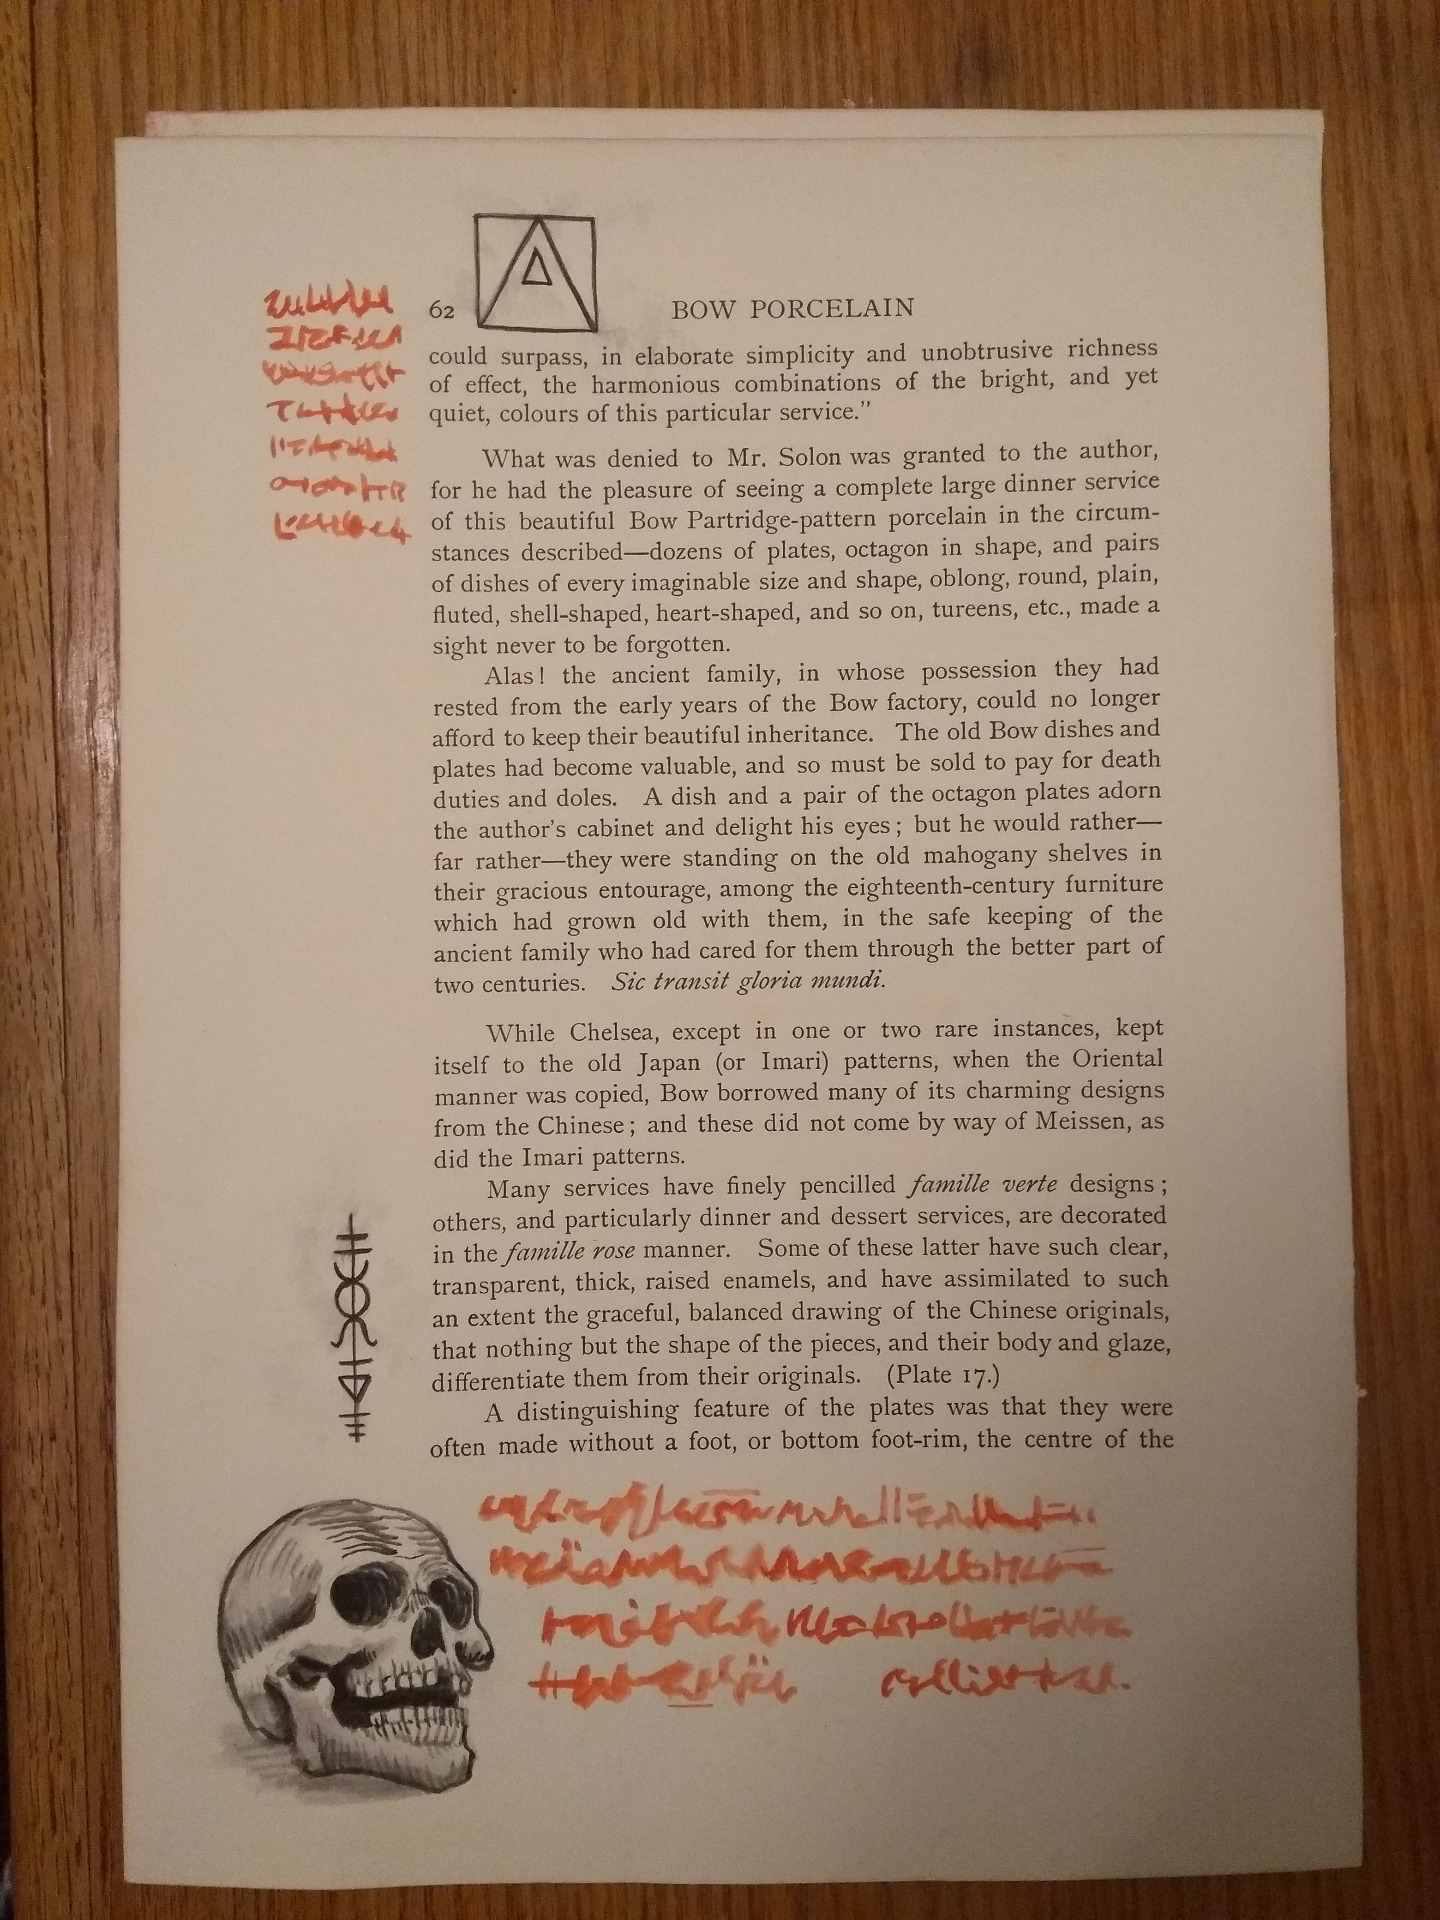 62 BOW PORCELAIN
could surpass, in elaborate simplicity and unobtrusive richness
of effect, the harmonious combinations of the bright, and yet
quiet, colours of this particular service.”
What was denied to Mr. Solon was granted to the author,
for he had the pleasure of seeing a complete large dinner service
of this beautiful Bow Partridge-pattern porcelain in the circum-
stances described—dozens of plates, octagon in shape, and pairs
of dishes of every imaginable size and shape, oblong, round, plain,
fluted, shell-shaped, heart-shaped, and so on, tureens, etc., made a
sight never to be forgotten.
Alas! the ancient family, in whose possession they had
rested from the early years of the Bow factory, could no longer
afford to keep their beautiful inheritance. The old Bow dishes and
plates had become valuable, and so must be sold to pay for death
duties and doles. A dish and a pair of the octagon plates adorn
the author’s cabinet and delight his eyes; but he would rather—
far rather—they were standing on the old mahogany shelves in
their gracious entourage, among the eighteenth-century furniture
which had grown old with them, in the safe keeping of the
ancient family who had cared for them through the better part of
two centuries. Sic transit gloria mundi.
While Chelsea, except in one or two rare instances, kept
itself to the old Japan (or Imari) patterns, when the Oriental
manner was copied, Bow borrowed many of its charming designs
from the Chinese; and these did not come by way of Meissen, as
did the Imari patterns.
Many services have finely pencilled famille verte designs;
others, and particularly dinner and dessert services, are decorated
in the famille rose manner. Some of these latter have such clear,
transparent, thick, raised enamels, and have assimilated to such
an extent the graceful, balanced drawing of the Chinese originals,
that nothing but the shape of the pieces, and their body and glaze,
differentiate them from their originals. (Plate 17.)
A distinguishing feature of the plates was that they were
often made without a foot, or bottom foot-rim, the centre of the